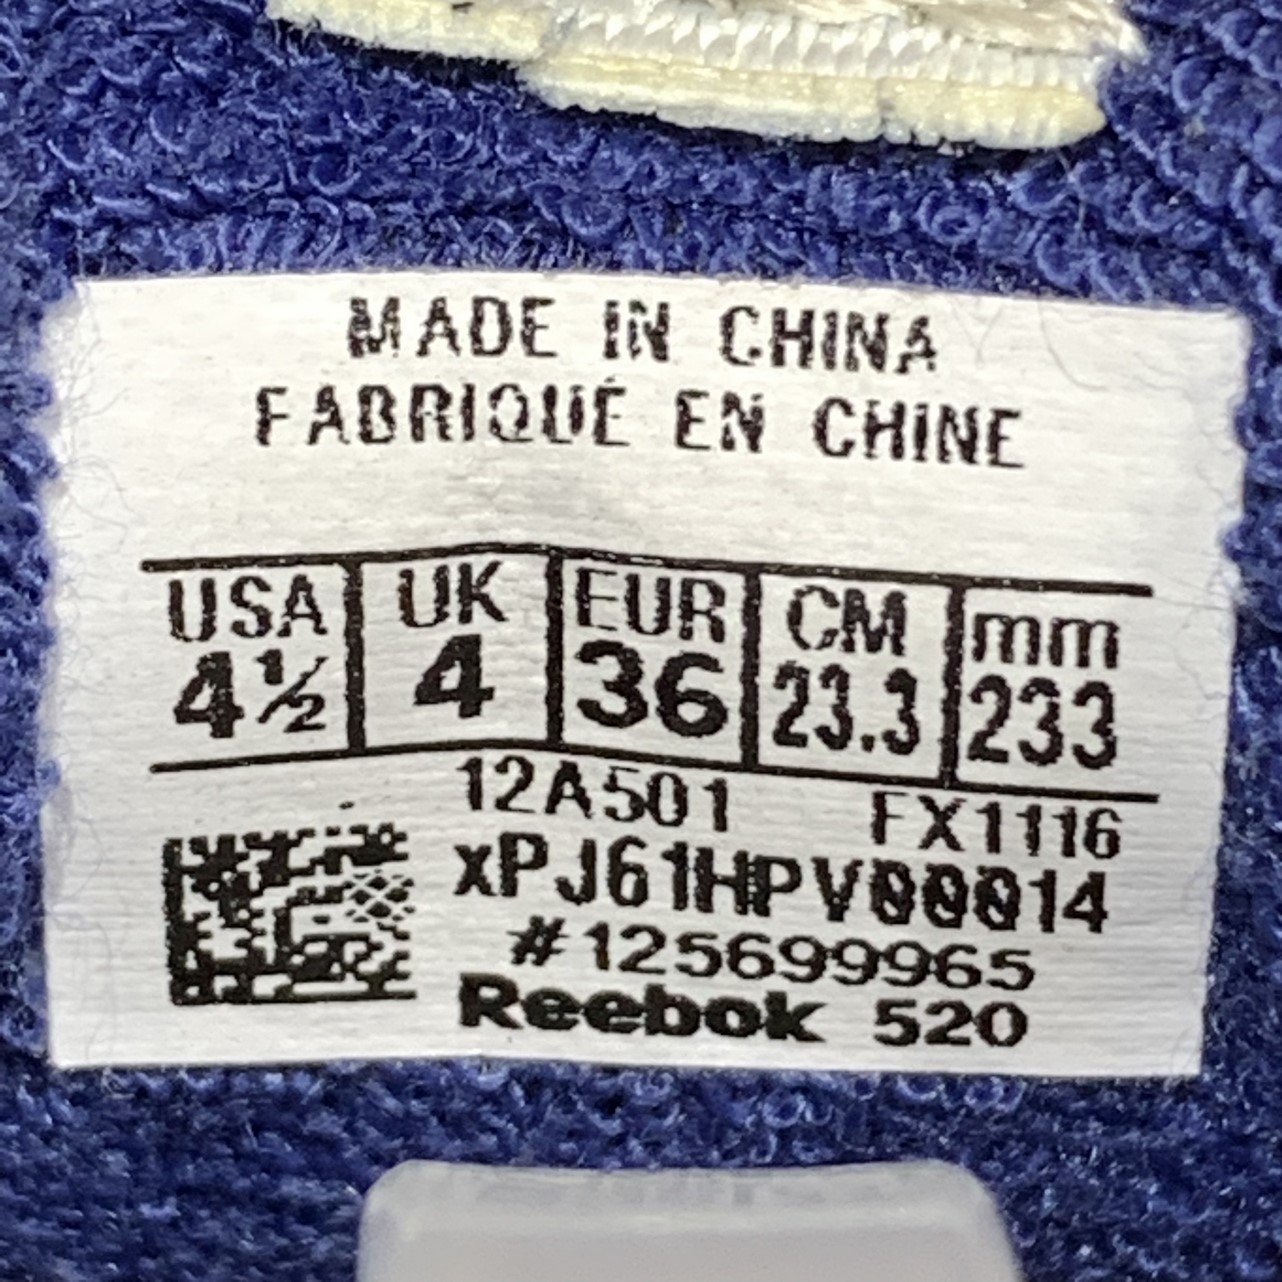 MADE IN CHINA
FABRIQUÉ EN CHINE
USA UK EUR CM mm
4½ 4 36 23.3 233
12A501 FX1116
xPJ61HPV00014
#125699965
Reebok 520